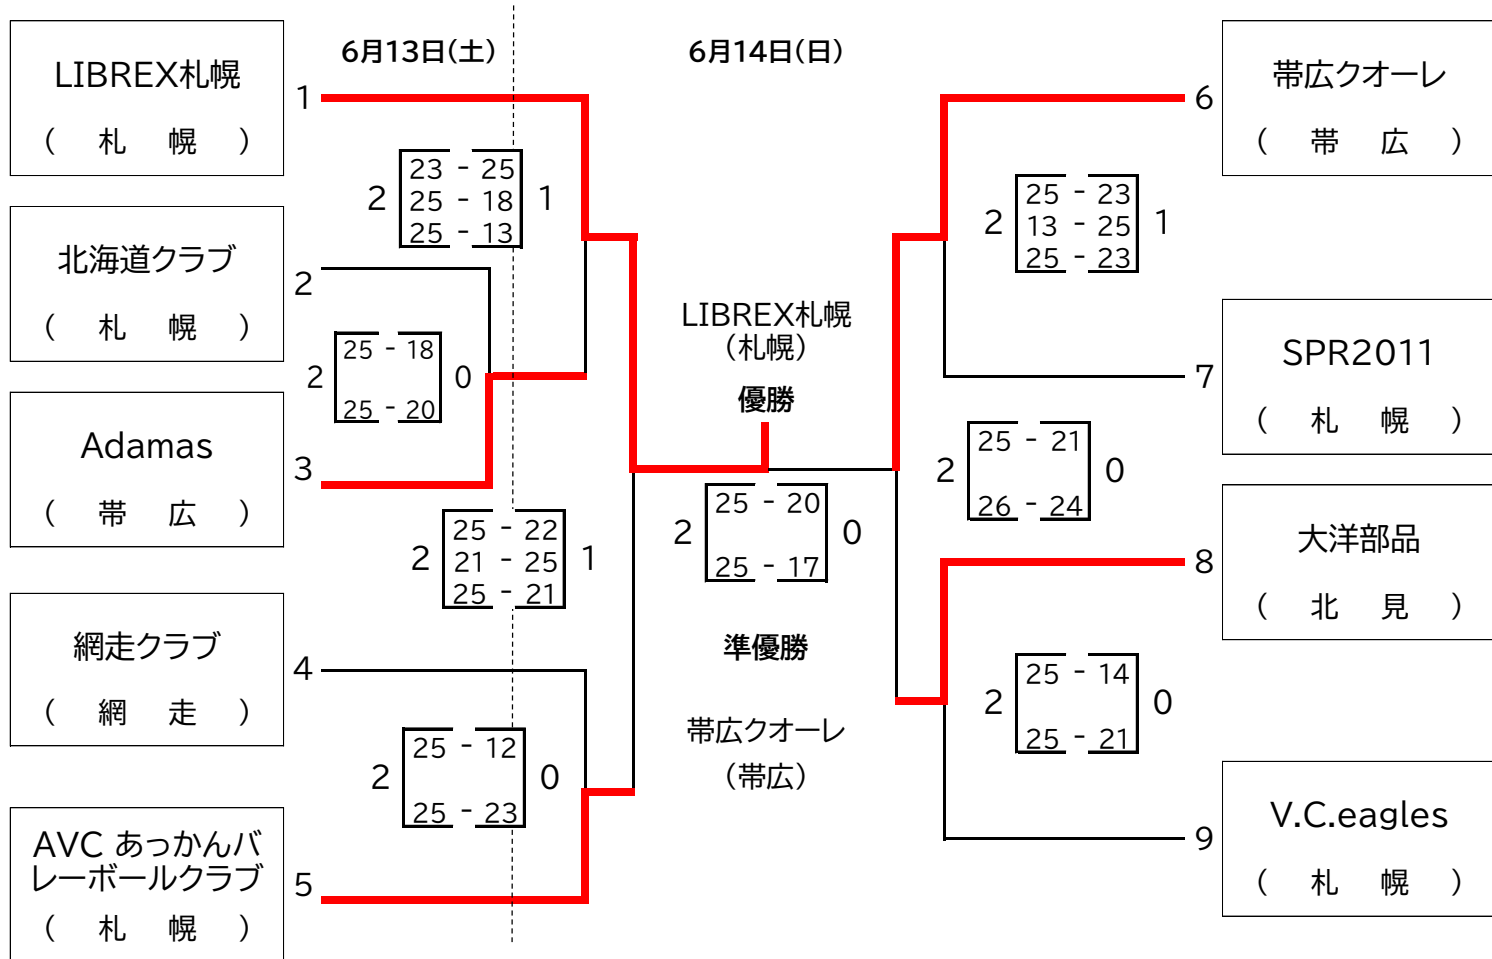 6月13日(土)
6月14日(日)
LIBREX札幌
( 札 幌 )
1
北海道クラブ
( 札 幌 )
2
Adamas
( 帯 広 )
3
網走クラブ
( 網 走 )
4
AVC あっかんバ
レーボールクラブ
( 札 幌 )
5
2
23 - 25
25 - 18
25 - 13
1
2
25 - 18
25 - 20
0
2
25 - 22
21 - 25
25 - 21
1
2
25 - 12
25 - 23
0
LIBREX札幌
(札幌)
優勝
2
25 - 20
25 - 17
0
準優勝
帯広クオーレ
(帯広)
2
25 - 23
13 - 25
25 - 23
1
2
25 - 21
26 - 24
0
2
25 - 14
25 - 21
0
6
帯広クオーレ
( 帯 広 )
7
SPR2011
( 札 幌 )
8
大洋部品
( 北 見 )
9
V.C.eagles
( 札 幌 )